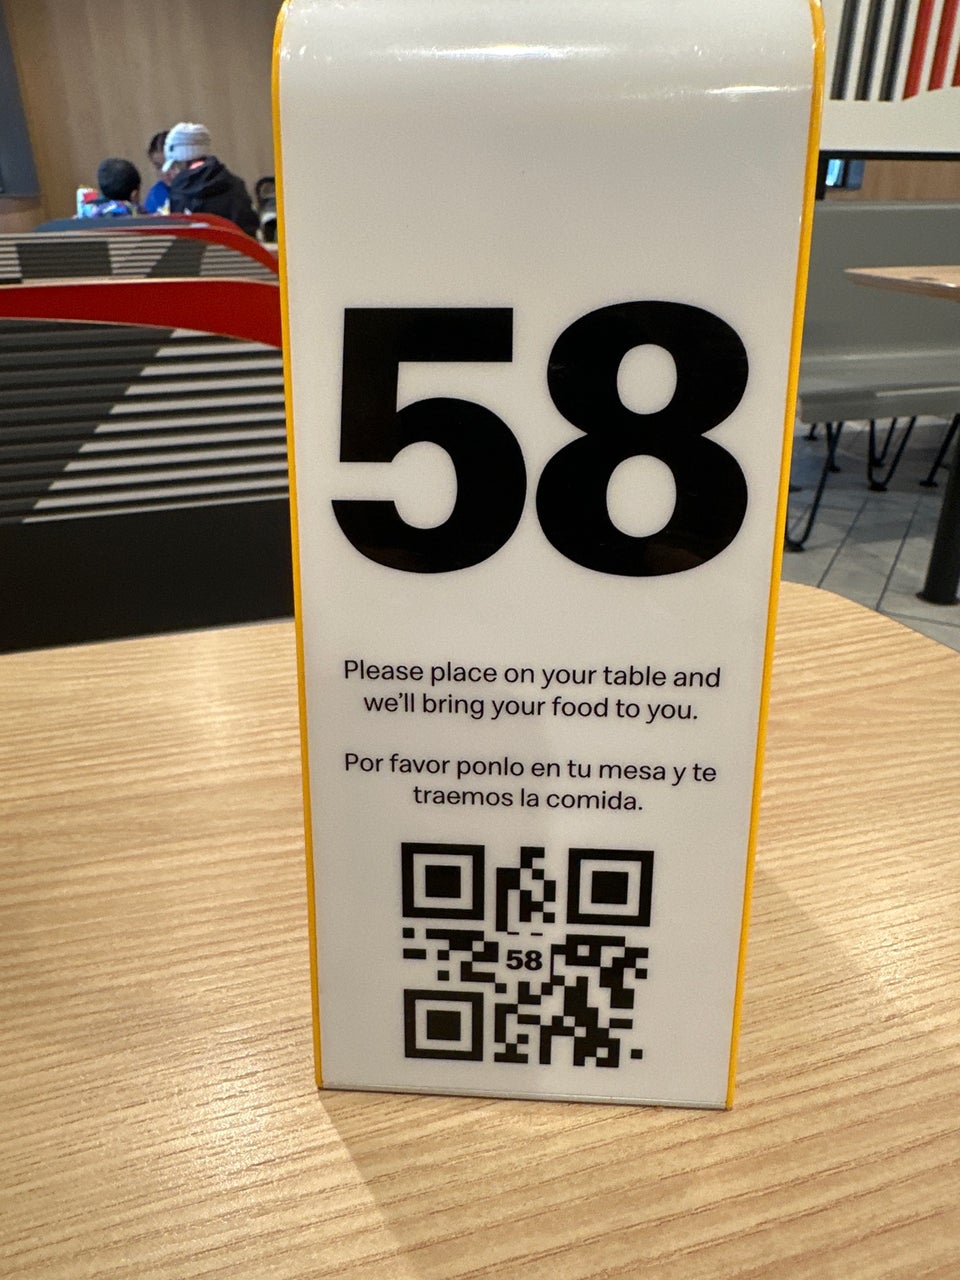 58
Please place on your table and
we'll bring your food to you.
Por favor ponlo en tu mesa y te
traemos la comida.
58